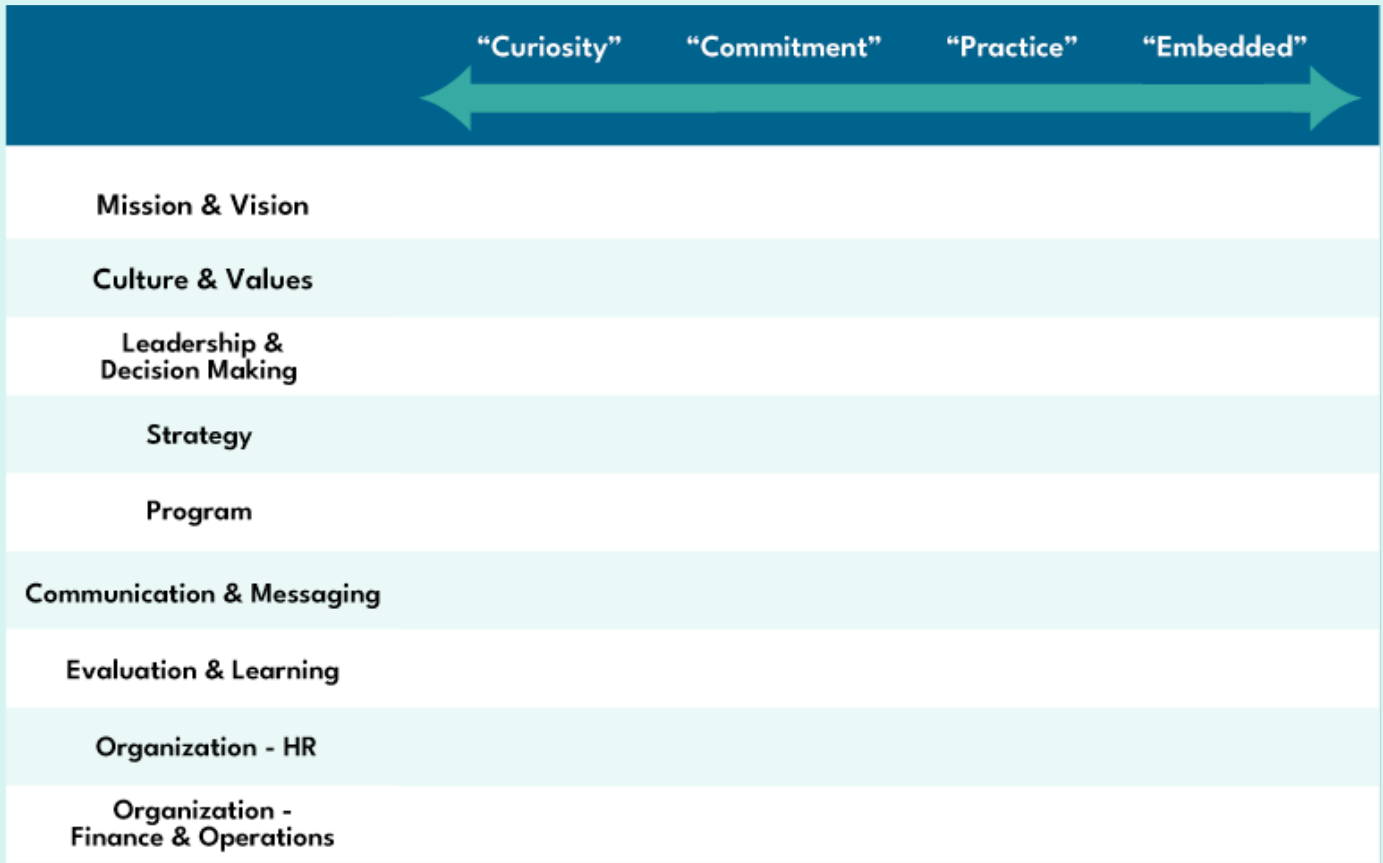 “Curiosity” “Commitment” “Practice” “Embedded”
Mission & Vision
Culture & Values
Leadership &
Decision Making
Strategy
Program
Communication & Messaging
Evaluation & Learning
Organization - HR
Organization -
Finance & Operations